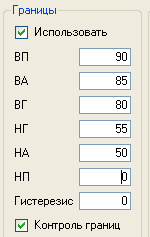 Границы
Использовать
ВП 90
ВА 85
ВГ 80
НГ 55
НА 50
НП 0
Гистерезис 0
Контроль границ